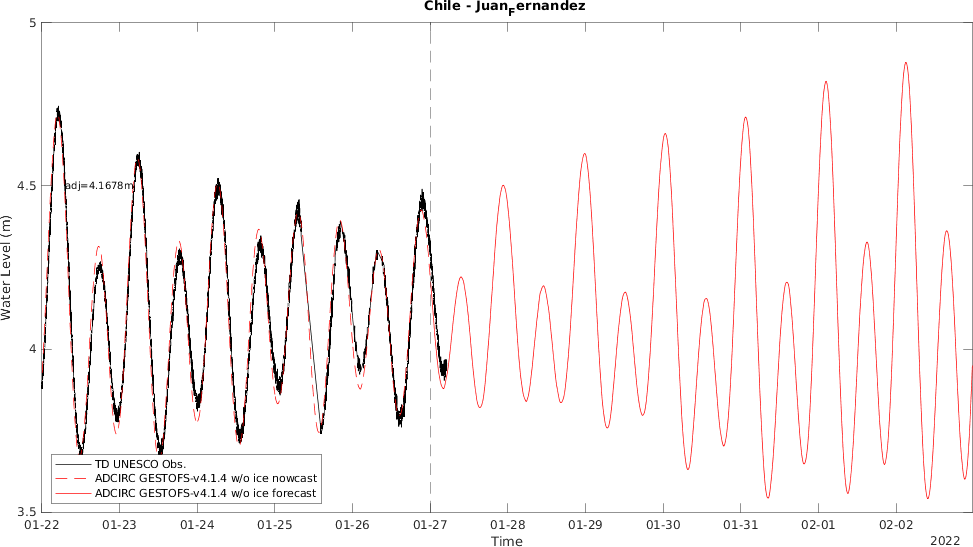 Chile - JuanFernandez
5
4.5
4
3.5
Water Level (m)
adj=4.1678m
TD UNESCO Obs.
ADCIRC GESTOFS-v4.1.4 w/o ice nowcast
ADCIRC GESTOFS-v4.1.4 w/o ice forecast
01-22 01-23 01-24 01-25 01-26 01-27 01-28 01-29 01-30 01-31 02-01 02-02
Time
2022